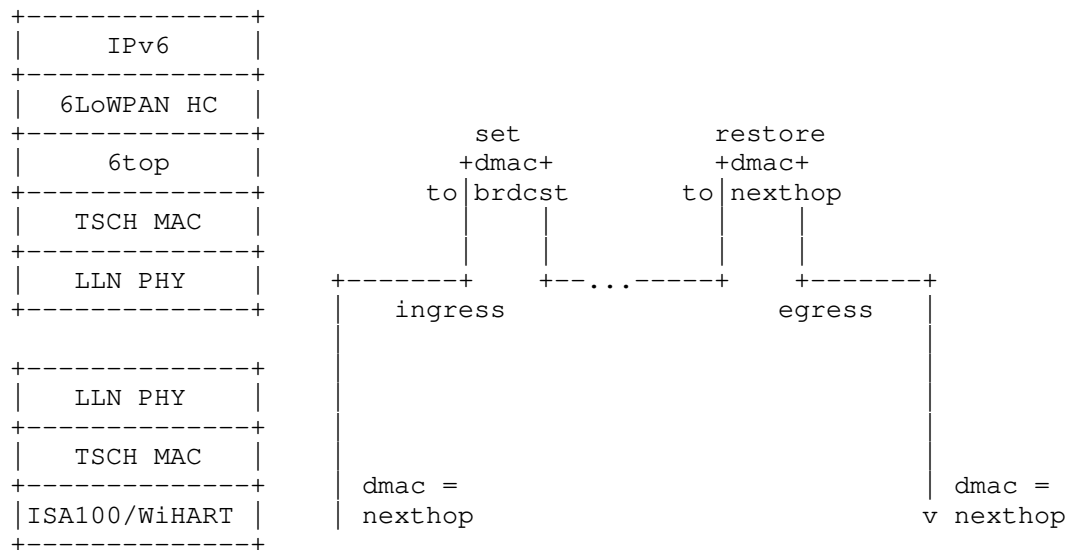 IPv6
6LoWPAN HC
set restore
6top +dmac+ +dmac+
to brdcst to nexthop
TSCH MAC
LLN PHY
...
ingress egress
LLN PHY
TSCH MAC
dmac = dmac =
ISA100/WiHART nexthop v nexthop